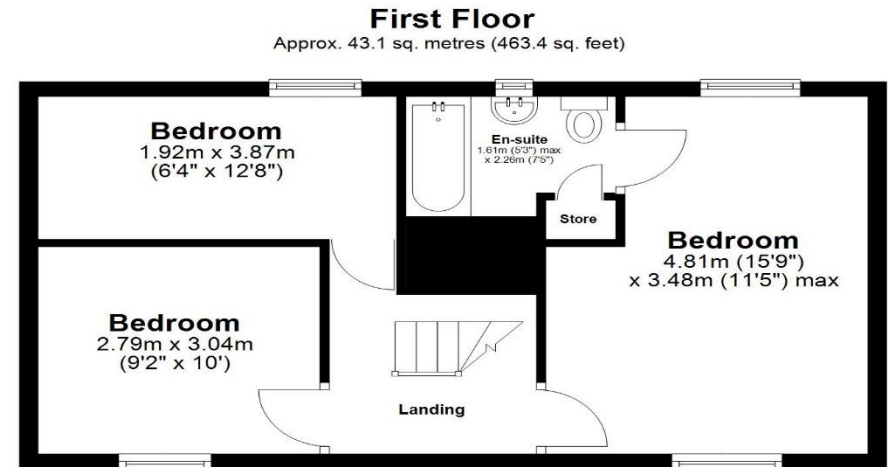 First Floor
Approx. 43.1 sq. metres (463.4 sq. feet)
Bedroom
1.92m x 3.87m
(6'4" x 12'8")
En-suite
1.61m (5'3") max
x 2.26m (7'5")
Store
Bedroom
4.81m (15'9")
x 3.48m (11'5") max
Bedroom
2.79m x 3.04m
(9'2" x 10')
Landing